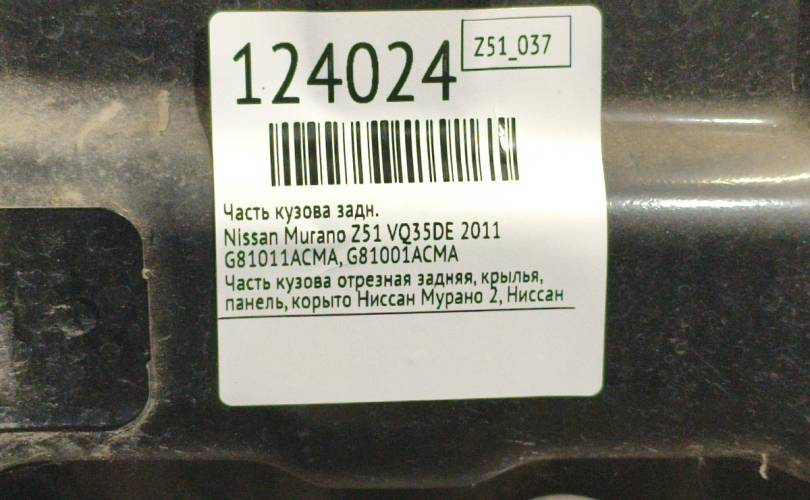 124024
Z51_037
Часть кузова задн.
Nissan Murano Z51 VQ35DE 2011
G81011ACMA, G81001ACMA
Часть кузова отрезная задняя, крылья,
панель, корыто Ниссан Мурано 2, Ниссан